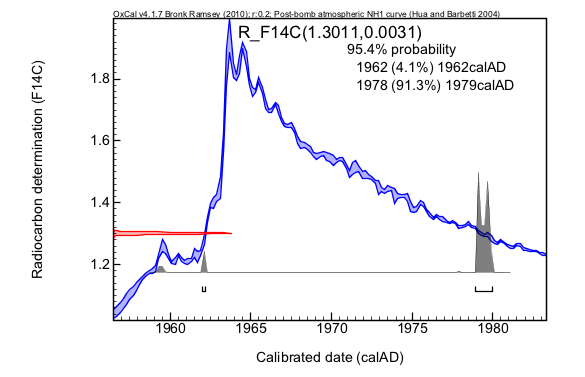 OxCal v4.1.7 Bronk Ramsey (2010); r:0.2; Post-bomb atmospheric NH1 curve (Hua and Barbetti 2004)
R_F14C(1.3011,0.0031)
95.4% probability
1962 (4.1%) 1962calAD
1978 (91.3%) 1979calAD
Radiocarbon determination (F14C)
1.8
1.6
1.4
1.2
1960 1965 1970 1975 1980
Calibrated date (calAD)